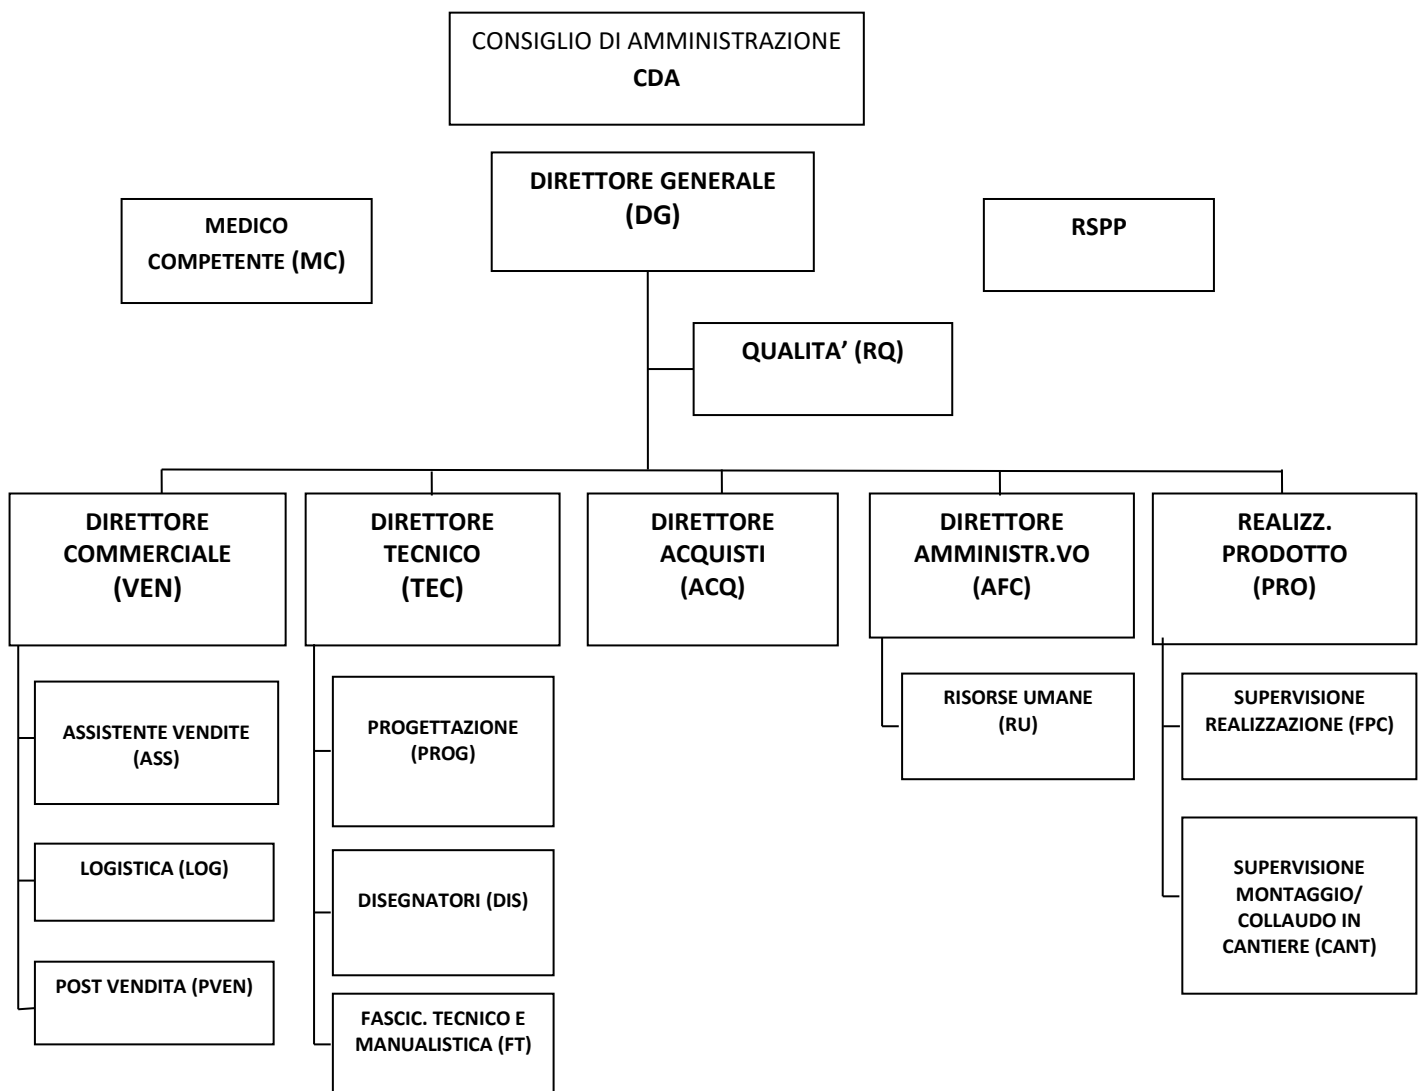 CONSIGLIO DI AMMINISTRAZIONE
CDA
DIRETTORE GENERALE
(DG)
MEDICO
COMPETENTE (MC)
RSPP
QUALITA’ (RQ)
DIRETTORE
COMMERCIALE
(VEN)
DIRETTORE
TECNICO
(TEC)
DIRETTORE
ACQUISTI
(ACQ)
DIRETTORE
AMMINISTR.VO
(AFC)
REALIZZ.
PRODOTTO
(PRO)
ASSISTENTE VENDITE
(ASS)
LOGISTICA (LOG)
POST VENDITA (PVEN)
PROGETTAZIONE
(PROG)
DISEGNATORI (DIS)
FASCIC. TECNICO E
MANUALISTICA (FT)
RISORSE UMANE
(RU)
SUPERVISIONE
REALIZZAZIONE (FPC)
SUPERVISIONE
MONTAGGIO/
COLLAUDO IN
CANTIERE (CANT)